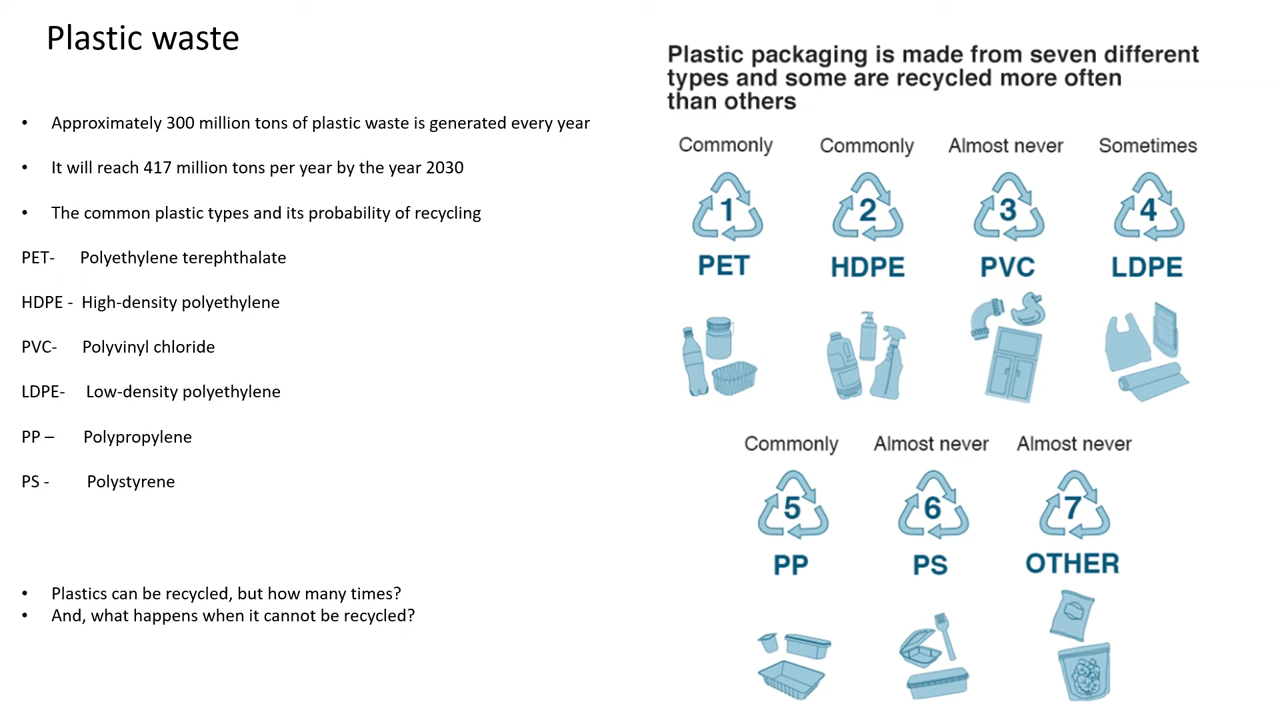 Plastic waste
• Approximately 300 million tons of plastic waste is generated every year
• It will reach 417 million tons per year by the year 2030
• The common plastic types and its probability of recycling
PET- Polyethylene terephthalate
HDPE - High-density polyethylene
PVC- Polyvinyl chloride
LDPE- Low-density polyethylene
PP – Polypropylene
PS - Polystyrene
• Plastics can be recycled, but how many times?
• And, what happens when it cannot be recycled?
Plastic packaging is made from seven different
types and some are recycled more often
than others
Commonly Commonly Almost never Sometimes
1 2 3 4
PET HDPE PVC LDPE
Commonly Almost never Almost never
5 6 7
PP PS OTHER